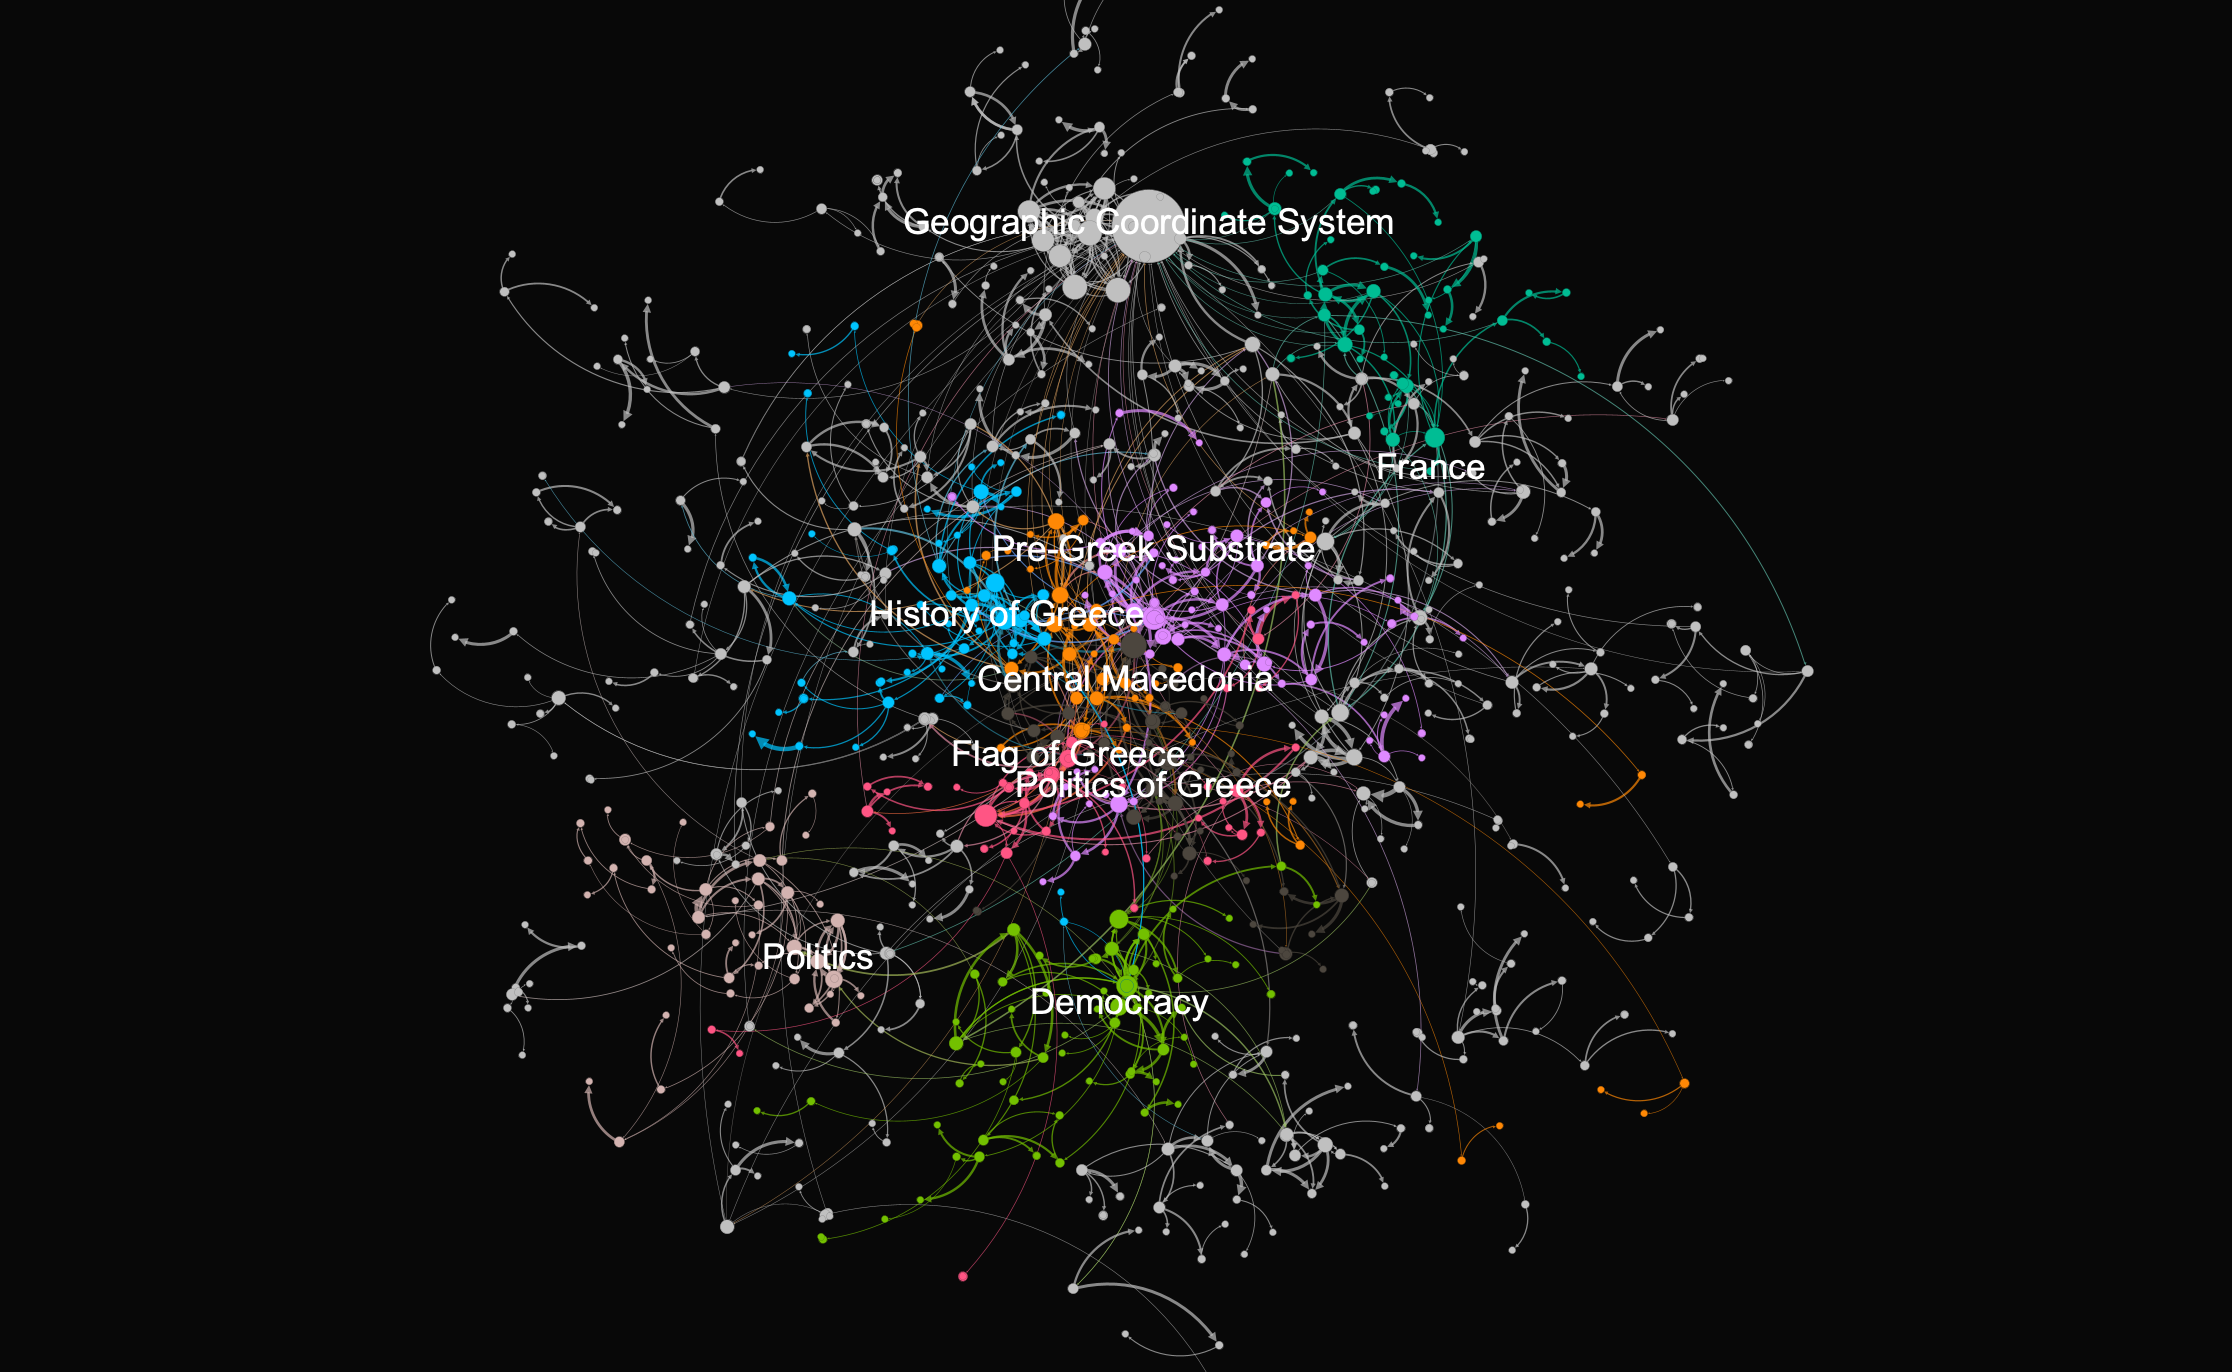 Geographic Coordinate System
France
Pre-Greek Substrate
History of Greece
Central Macedonia
Flag of Greece
Politics of Greece
Politics
Democracy